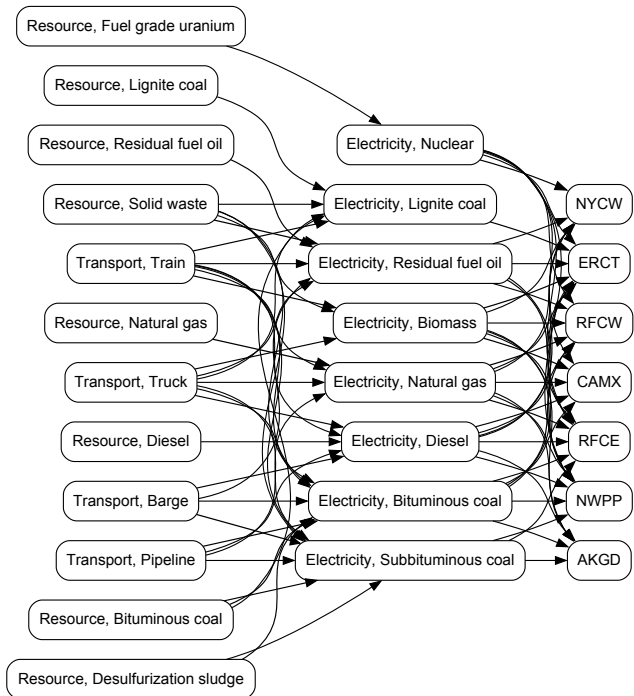 Resource, Fuel grade uranium
Resource, Lignite coal
Resource, Residual fuel oil
Electricity, Nuclear
Resource, Solid waste
Electricity, Lignite coal
NYCW
Transport, Train
Electricity, Residual fuel oil
ERCT
Resource, Natural gas
Electricity, Biomass
RFCW
Transport, Truck
Electricity, Natural gas
CAMX
Resource, Diesel
Electricity, Diesel
RFCE
Transport, Barge
Electricity, Bituminous coal
NWPP
Transport, Pipeline
Electricity, Subbituminous coal
AKGD
Resource, Bituminous coal
Resource, Desulfurization sludge